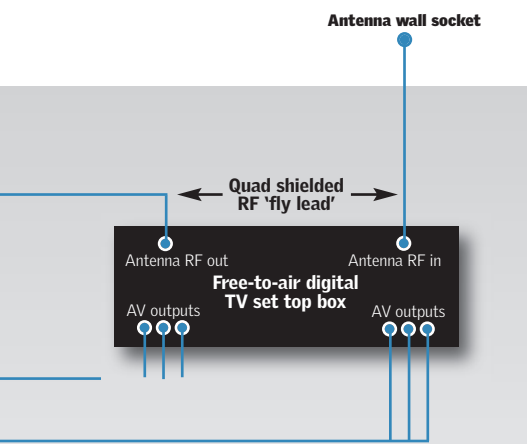 Antenna wall socket
Quad shielded
RF ‘fly lead’
Antenna RF out
Antenna RF in
Free-to-air digital
TV set top box
AV outputs
AV outputs